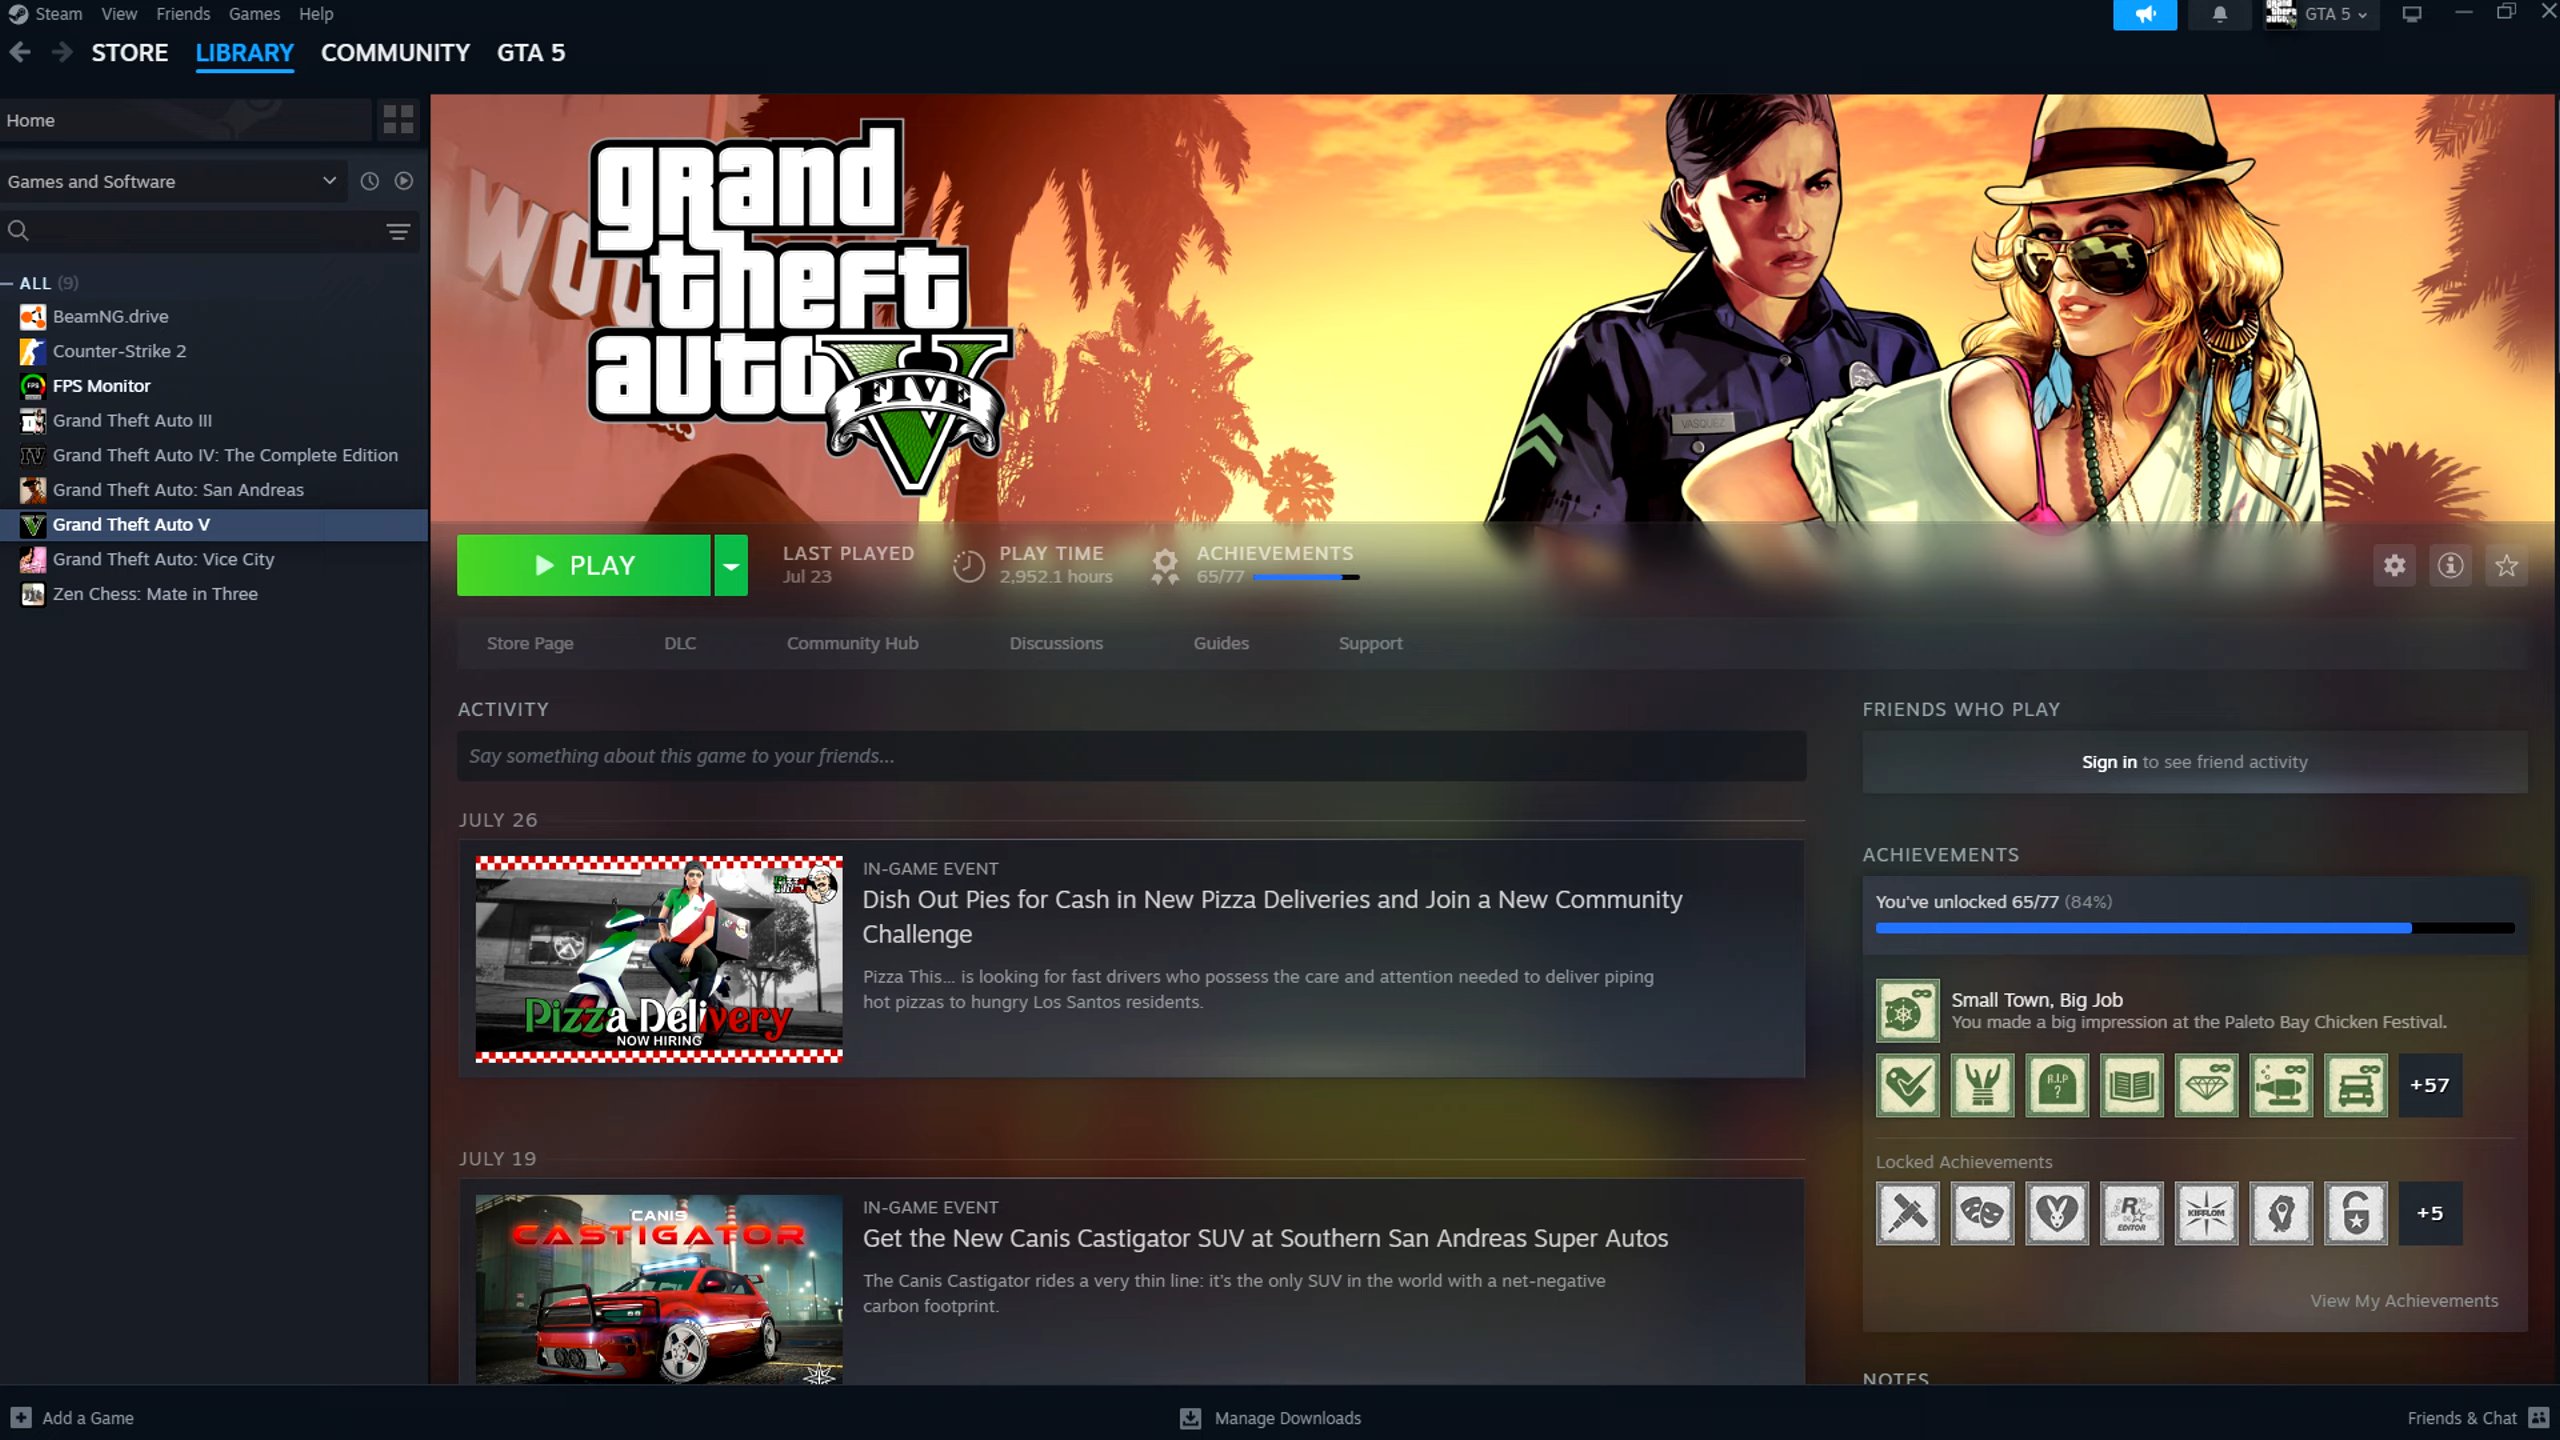 Steam View Friends Games Help
GTA 5
STORE LIBRARY COMMUNITY GTA 5
Home
Games and Software
ALL (9)
BeamNG.drive
Counter-Strike 2
FPS Monitor
Grand Theft Auto III
Grand Theft Auto IV: The Complete Edition
Grand Theft Auto: San Andreas
Grand Theft Auto V
Grand Theft Auto: Vice City
Zen Chess: Mate in Three
grand
theft
auto V
FIVE
VASQUEZ
PLAY
LAST PLAYED
Jul 23
PLAY TIME
2,952.1 hours
ACHIEVEMENTS
65/77
Store Page DLC Community Hub Discussions Guides Support
ACTIVITY
Say something about this game to your friends...
JULY 26
Pizza Delivery
NOW HIRING
IN-GAME EVENT
Dish Out Pies for Cash in New Pizza Deliveries and Join a New Community
Challenge
Pizza This... is looking for fast drivers who possess the care and attention needed to deliver piping
hot pizzas to hungry Los Santos residents.
JULY 19
CANIS
CASTIGATOR
IN-GAME EVENT
Get the New Canis Castigator SUV at Southern San Andreas Super Autos
The Canis Castigator rides a very thin line: it's the only SUV in the world with a net-negative
carbon footprint.
FRIENDS WHO PLAY
Sign in to see friend activity
ACHIEVEMENTS
You've unlocked 65/77 (84%)
Small Town, Big Job
You made a big impression at the Paleto Bay Chicken Festival.
R.I.P
?
+57
Locked Achievements
R
EDITOR
KIFFLOM
+5
View My Achievements
NOTES
Add a Game
Manage Downloads
Friends & Chat